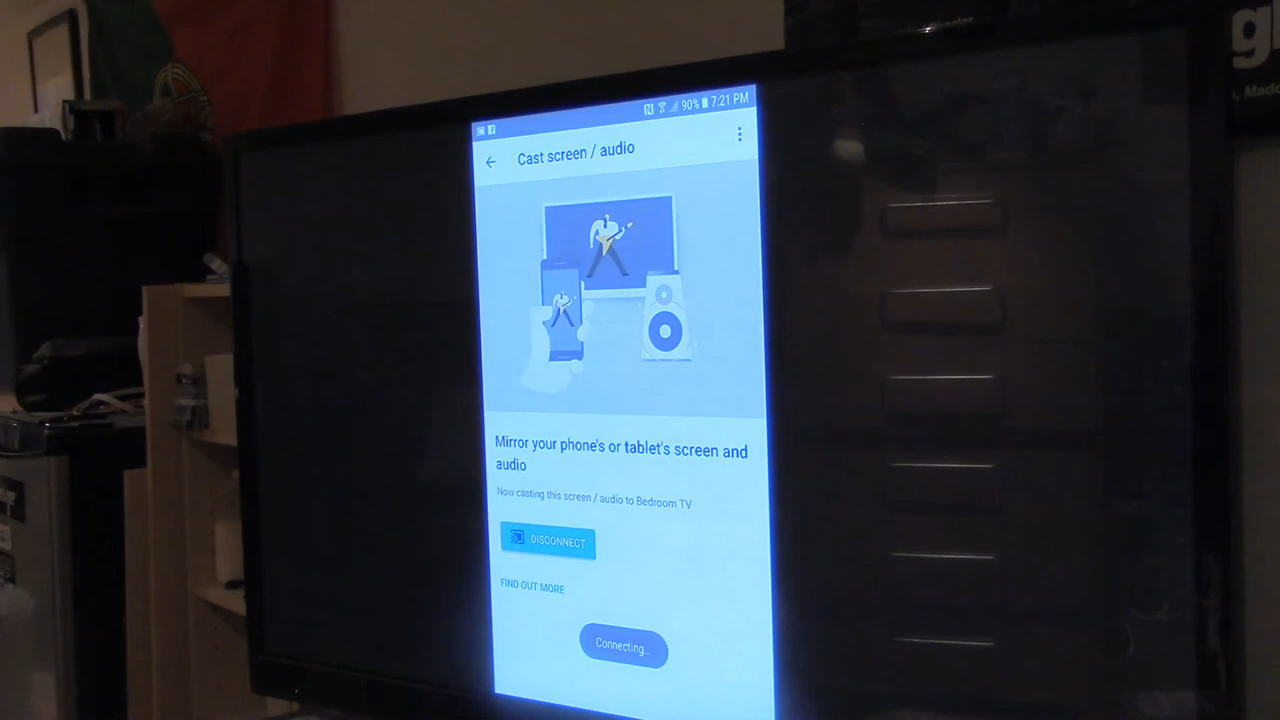 90% 7:21 PM
Cast screen / audio
Mirror your phone's or tablet's screen and
audio
Now casting this screen / audio to Bedroom TV
DISCONNECT
FIND OUT MORE
Connecting...